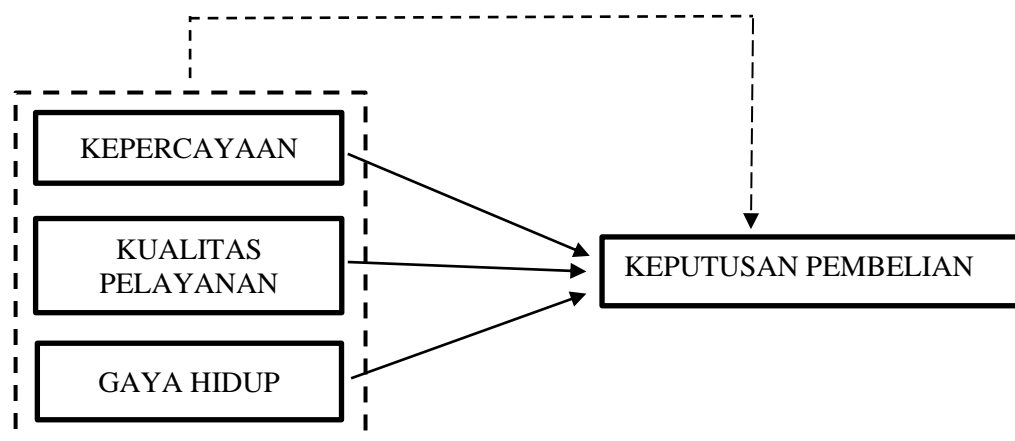 KEPERCAYAAN
KUALITAS
PELAYANAN
GAYA HIDUP
KEPUTUSAN PEMBELIAN